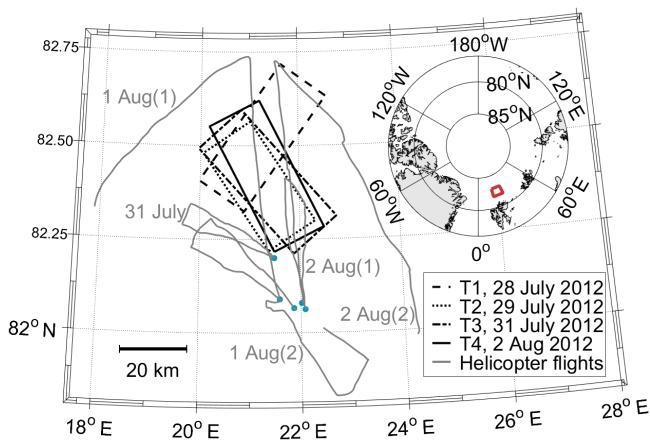 82.75
82.50
82.25
82° N
18° E
20° E
22° E
24° E
26° E
28° E
1 Aug(1)
31 July
2 Aug(1)
2 Aug(2)
1 Aug(2)
20 km
180°W
120°W
120°E
80°N
85°N
60°W
60°E
0°
T1, 28 July 2012
T2, 29 July 2012
T3, 31 July 2012
T4, 2 Aug 2012
Helicopter flights